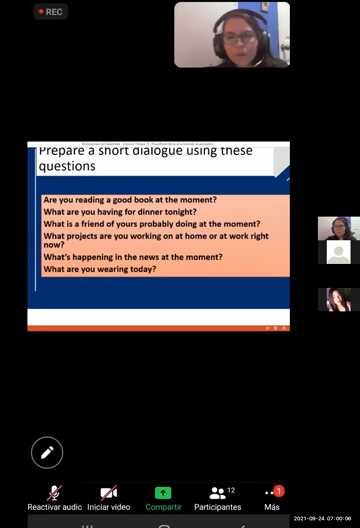 REC
Prepare a short dialogue using these
questions
Are you reading a good book at the moment?
What are you having for dinner tonight?
What is a friend of yours probably doing at the moment?
What projects are you working on at home or at work right
now?
What's happening in the news at the moment?
What are you wearing today?
12
1
Reactivar audio
Iniciar video
Compartir
Participantes
Más
2021-09-24 07:00:06